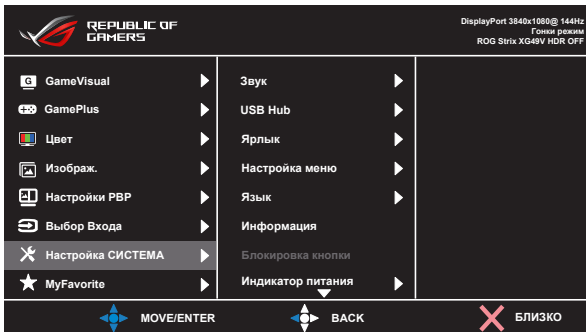 REPUBLIC OF
GAMERS
DisplayPort 3840x1080@ 144Hz
Гонки режим
ROG Strix XG49V HDR OFF
G
GameVisual
GamePlus
Цвет
Изображ.
Настройки PBP
Выбор Входа
Настройка СИСТЕМА
MyFavorite
Звук
USB Hub
Ярлык
Настройка меню
Язык
Информация
Блокировка кнопки
Индикатор питания
MOVE/ENTER
BACK
БЛИЗКО